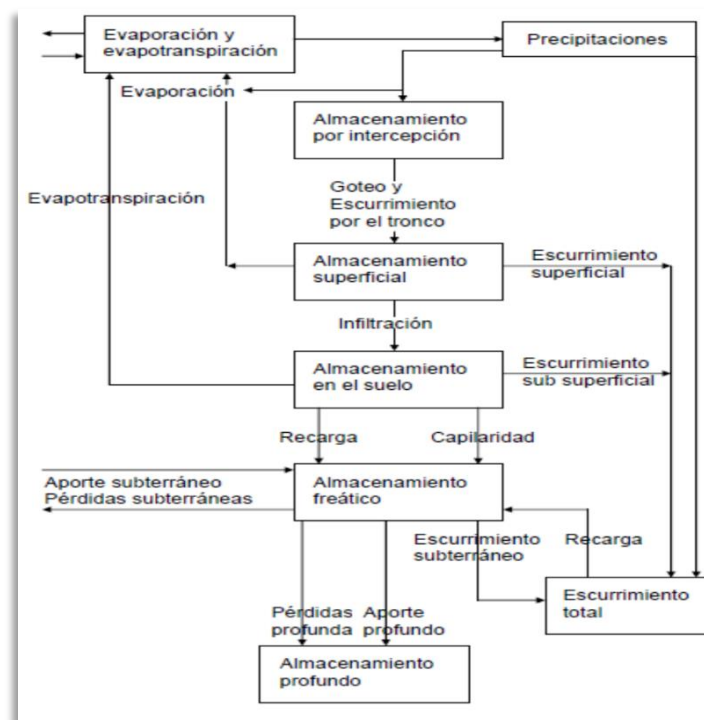 Evaporación y
evapotranspiración
Precipitaciones
Evaporación
Almacenamiento
por intercepción
Evapotranspiración
Goteo y
Escurrimiento
por el tronco
Almacenamiento
superficial
Escurrimiento
superficial
Infiltración
Almacenamiento
en el suelo
Escurrimiento
sub superficial
Recarga
Capilaridad
Aporte subterráneo
Pérdidas subterráneas
Almacenamiento
freático
Escurrimiento
subterráneo
Recarga
Escurrimiento
total
Pérdidas
profunda
Aporte
profundo
Almacenamiento
profundo